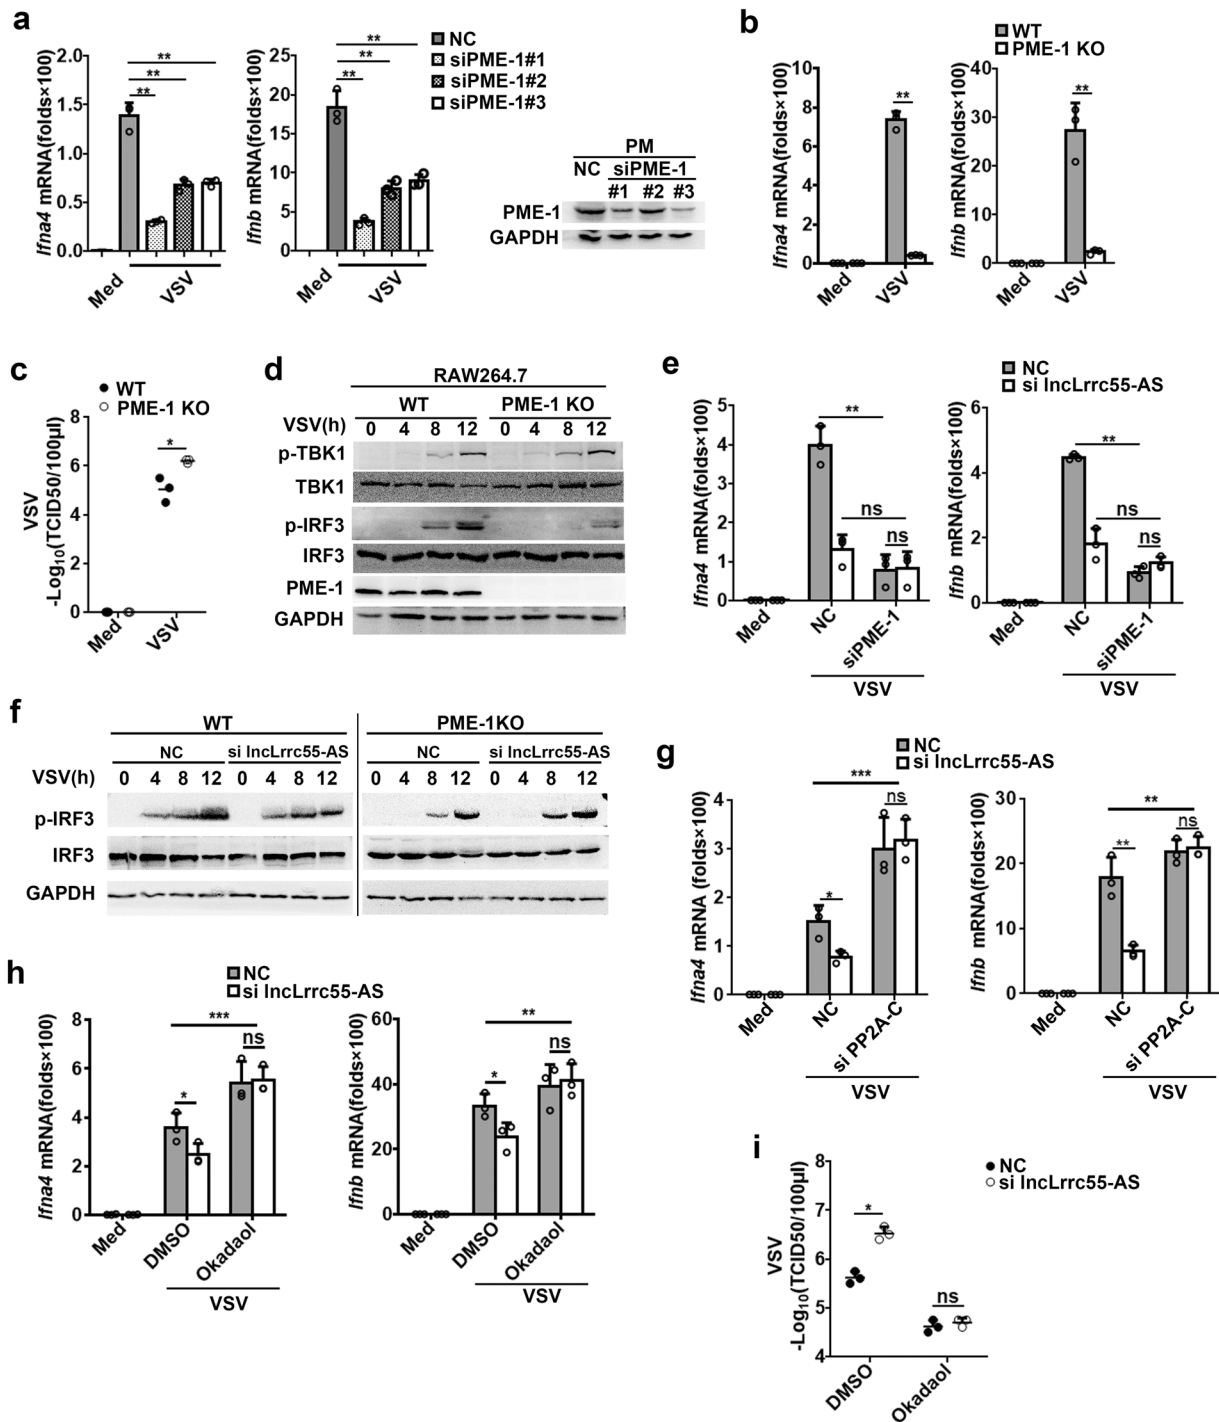 a
Ifna4 mRNA(folds×100)
2.0
1.5
1.0
0.5
0.0
**
**
**
Med
VSV
Ifnb mRNA(folds×100)
25
20
15
10
5
0
**
**
**
Med
VSV
NC
siPME-1#1
siPME-1#2
siPME-1#3
PM
NC siPME-1
#1 #2 #3
PME-1
GAPDH
b
WT
PME-1 KO
Ifna4 mRNA(folds×100)
10
8
6
4
2
0
**
Med
VSV
Ifnb mRNA(folds×100)
40
30
20
10
0
**
Med
VSV
c
WT
PME-1 KO
VSV
-Log10(TCID50/100µl)
8
6
4
2
0
*
Med
VSV
d
RAW264.7
WT PME-1 KO
VSV(h) 0 4 8 12 0 4 8 12
p-TBK1
TBK1
p-IRF3
IRF3
PME-1
GAPDH
e
NC
si lncLrrc55-AS
Ifna4 mRNA(folds×100)
5
4
3
2
1
0
**
ns
ns
Med
NC
siPME-1
VSV
Ifnb mRNA(folds×100)
6
4
2
0
**
ns
ns
Med
NC
siPME-1
VSV
f
WT PME-1KO
NC si lncLrrc55-AS NC si lncLrrc55-AS
VSV(h) 0 4 8 12 0 4 8 12 0 4 8 12 0 4 8 12
p-IRF3
IRF3
GAPDH
g
NC
si lncLrrc55-AS
Ifna4 mRNA (folds×100)
4
3
2
1
0
***
ns
*
Med
NC
si PP2A-C
VSV
Ifnb mRNA(folds×100)
30
20
10
0
**
ns
**
Med
NC
si PP2A-C
VSV
h
NC
si lncLrrc55-AS
Ifna4 mRNA(folds×100)
8
6
4
2
0
***
ns
*
Med
DMSO
Okadaol
VSV
Ifnb mRNA(folds×100)
60
40
20
0
**
ns
*
Med
DMSO
Okadaol
VSV
i
NC
si lncLrrc55-AS
VSV
-Log10(TCID50/100µl)
8
7
6
5
4
*
ns
DMSO
Okadaol